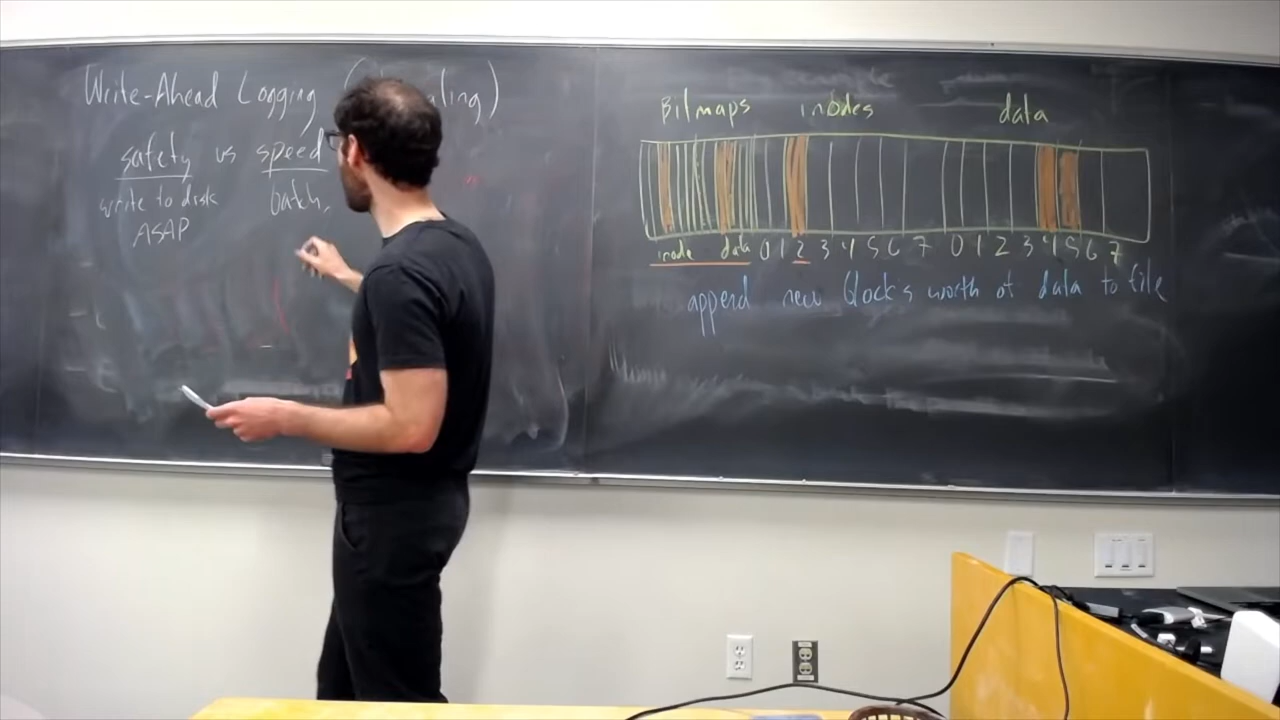 Write-Ahead Logging ( aling)
safety vs speed
write to disk batch,
ASAP
Bitmaps inodes data
inode data 0 1 2 3 4 5 6 7 0 1 2 3 4 5 6 7
append new block's worth of data to file